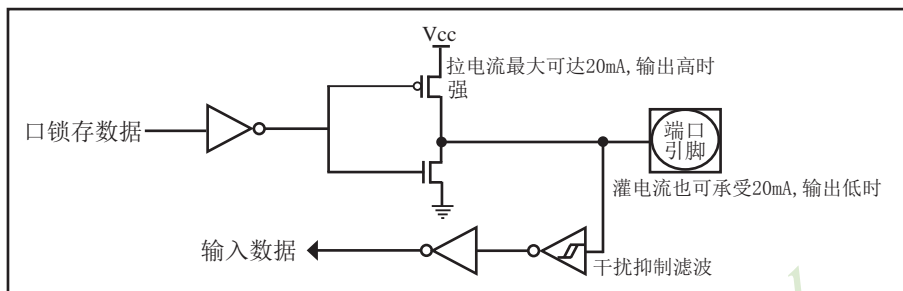 Vcc
拉电流最大可达20mA,输出高时
强
口锁存数据
端口
引脚
灌电流也可承受20mA,输出低时
输入数据
干扰抑制滤波